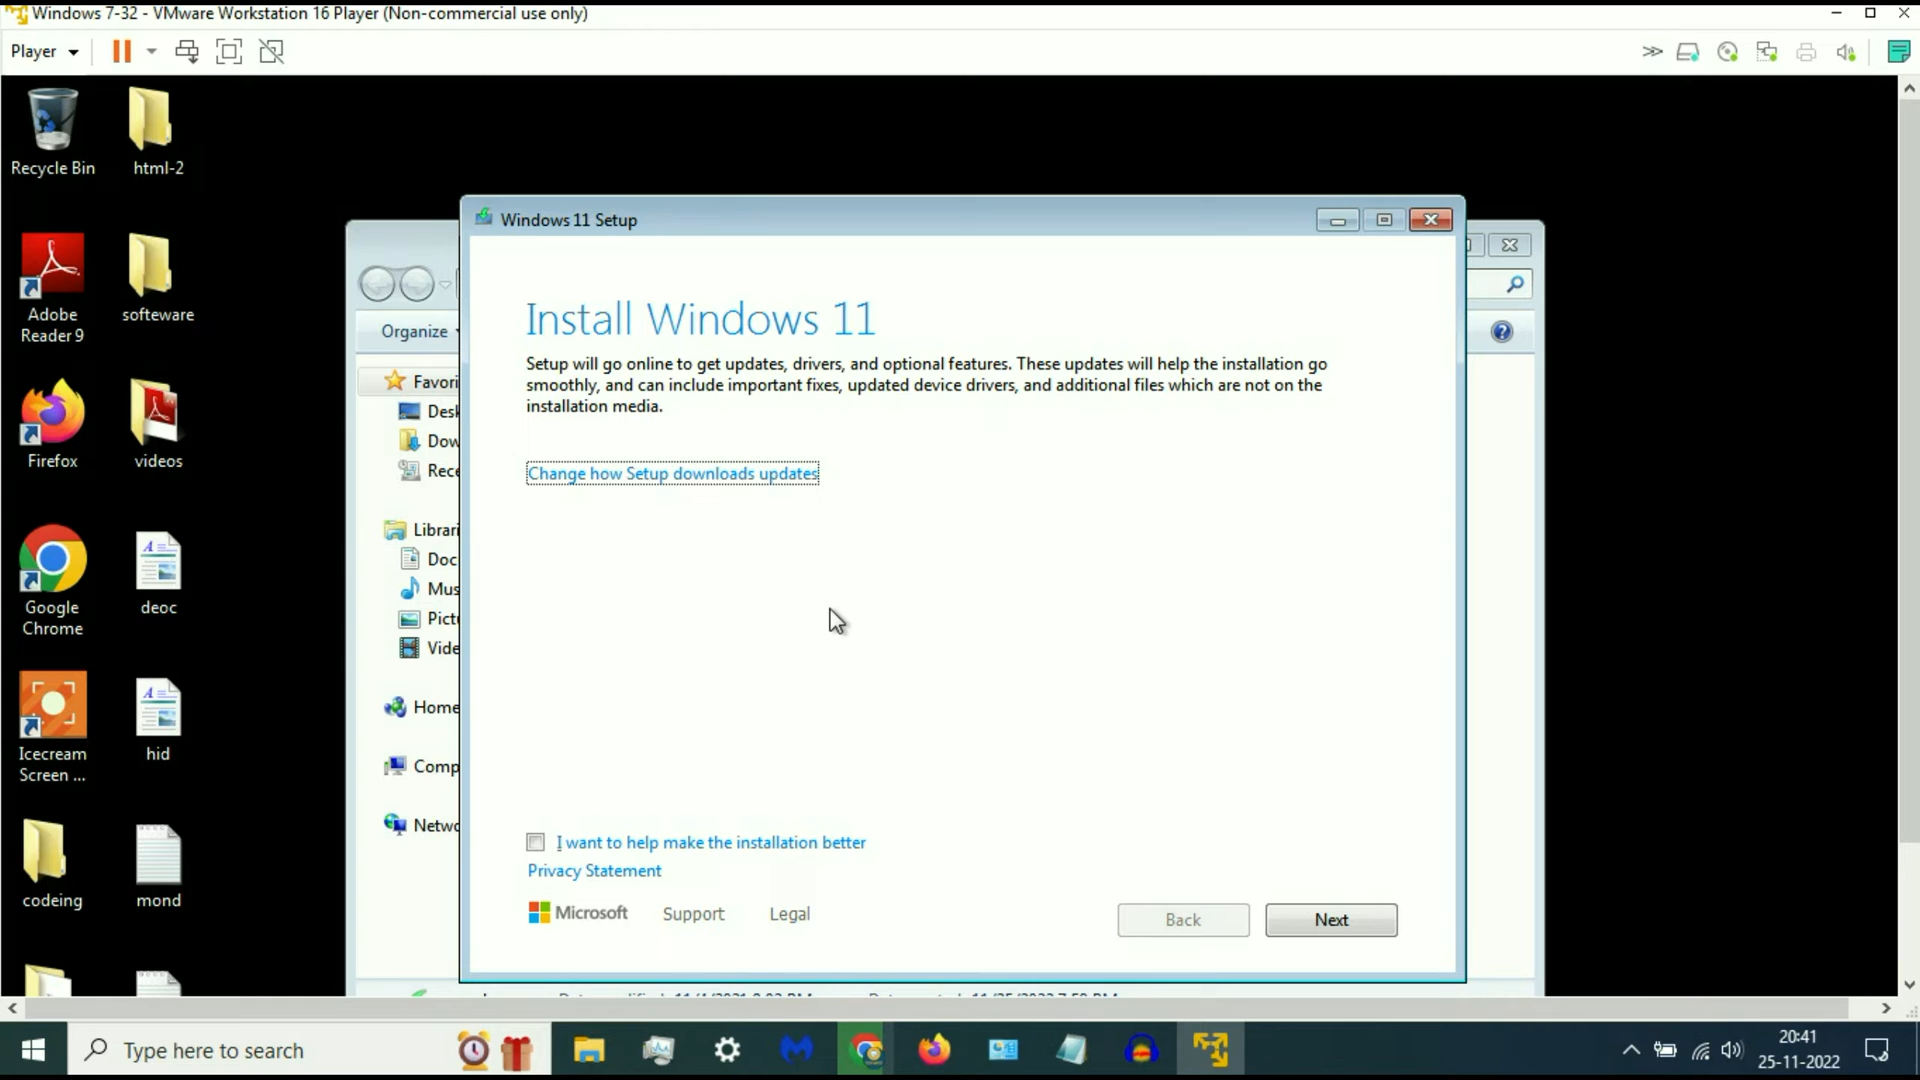 Windows 7-32 - VMware Workstation 16 Player (Non-commercial use only)
Player
Recycle Bin
html-2
Adobe
Reader 9
softeware
Firefox
videos
Google
Chrome
deoc
Icecream
Screen ...
hid
codeing
mond
Organize
Favori
Desk
Dow
Rece
Librari
Doc
Mus
Pictu
Vide
Home
Comp
Netwo
Windows 11 Setup
Install Windows 11
Setup will go online to get updates, drivers, and optional features. These updates will help the installation go
smoothly, and can include important fixes, updated device drivers, and additional files which are not on the
installation media.
Change how Setup downloads updates
I want to help make the installation better
Privacy Statement
Microsoft
Support
Legal
Back
Next
Type here to search
20:41
25-11-2022